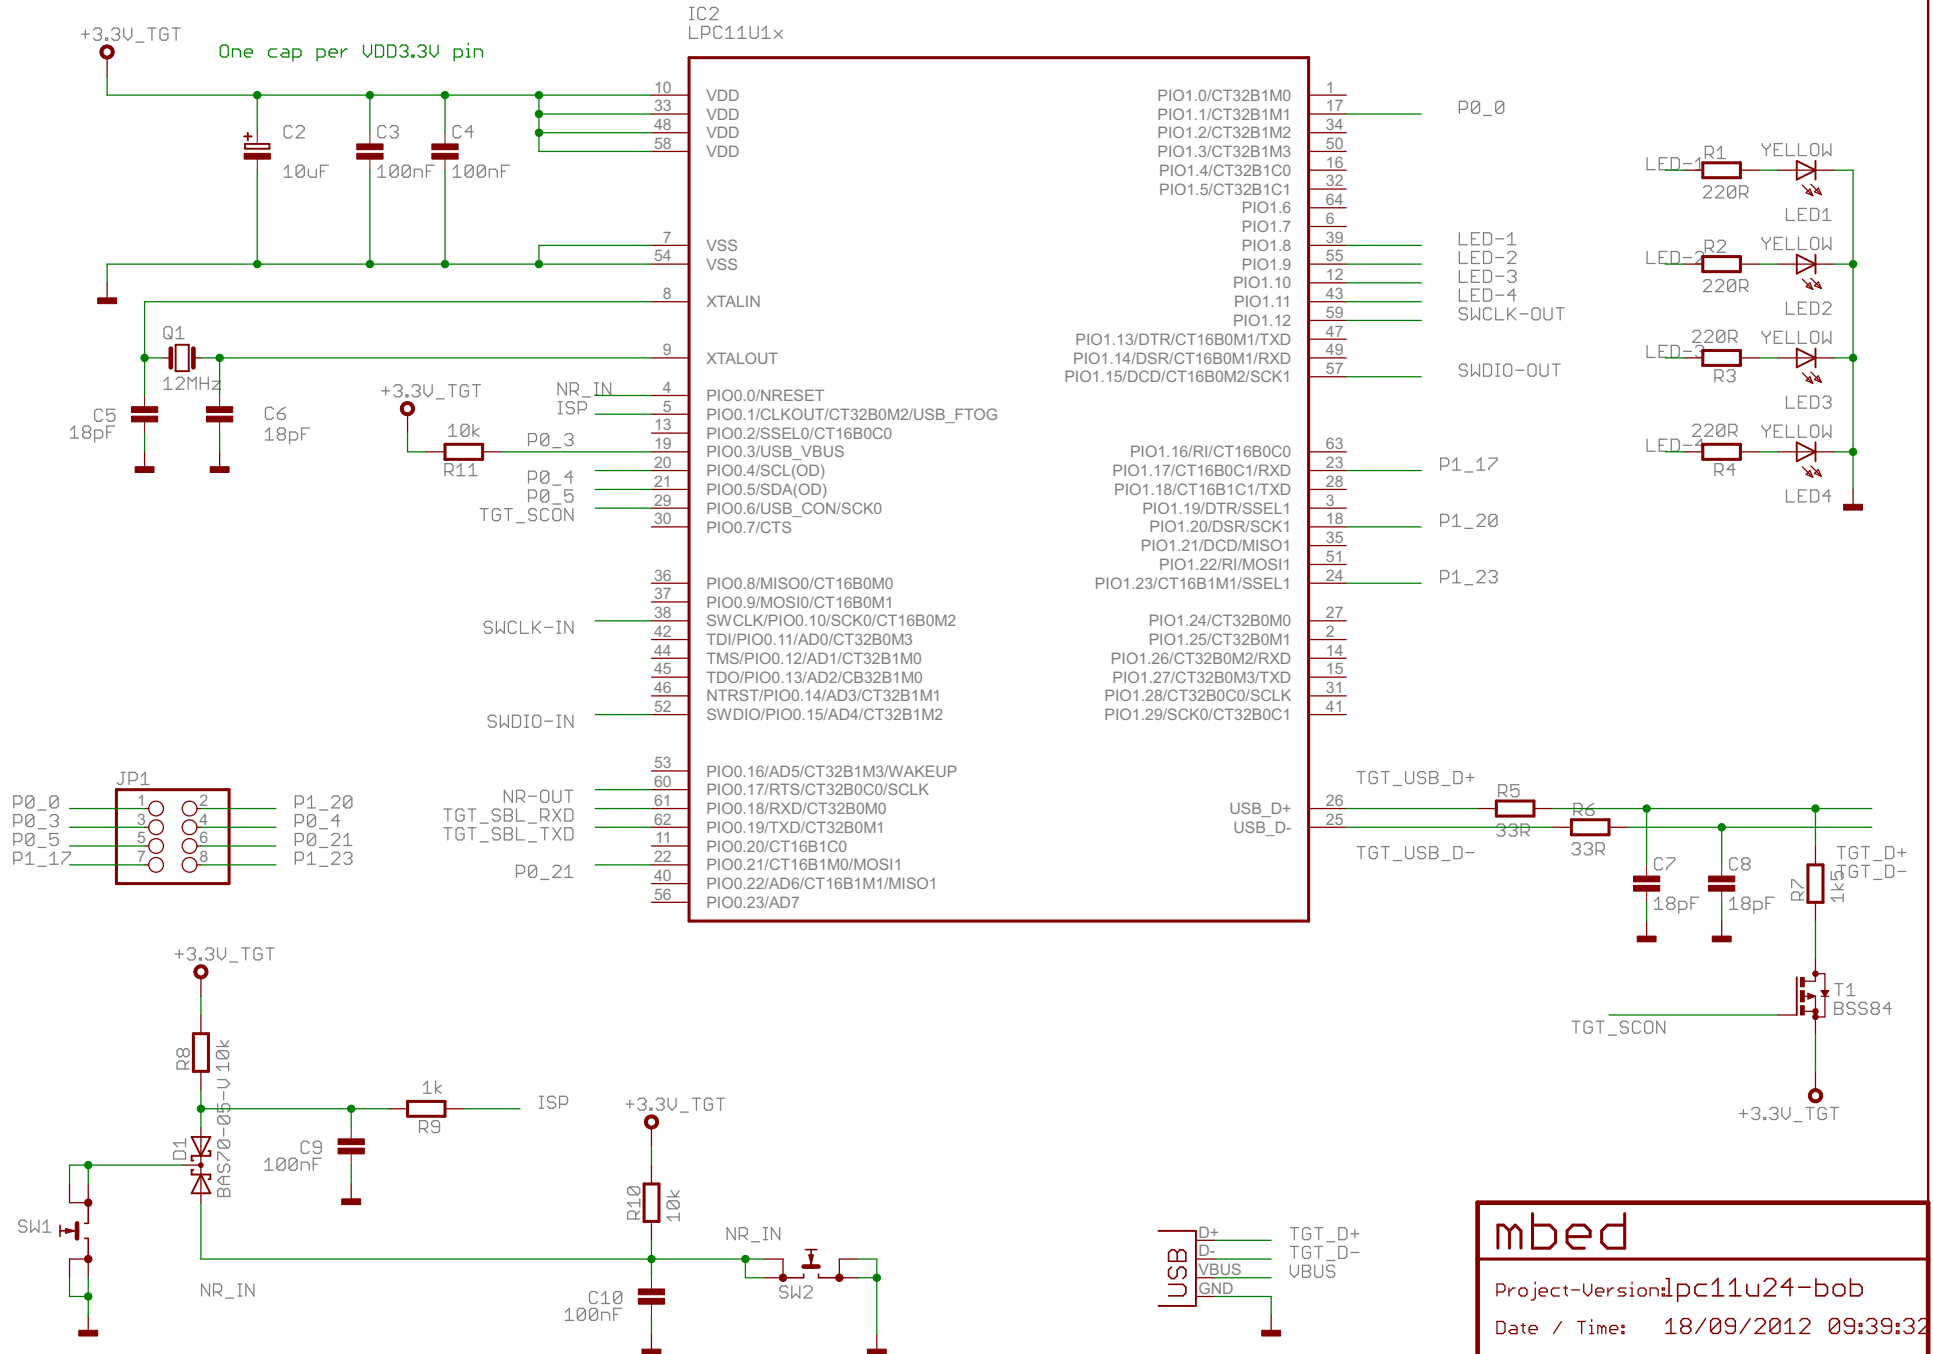 IC2
LPC11U1x
+3.3V_TGT
One cap per VDD3.3V pin
C2
10uF
C3
100nF
C4
100nF
10 VDD
33 VDD
48 VDD
58 VDD
7 VSS
54 VSS
8 XTALIN
9 XTALOUT
Q1
12MHz
C5
18pF
C6
18pF
+3.3V_TGT
10k
R11
NR_IN
ISP
P0_3
P0_4
P0_5
TGT_SCON
4 PIO0.0/NRESET
5 PIO0.1/CLKOUT/CT32B0M2/USB_FTOG
13 PIO0.2/SSEL0/CT16B0C0
19 PIO0.3/USB_VBUS
20 PIO0.4/SCL(OD)
21 PIO0.5/SDA(OD)
29 PIO0.6/USB_CON/SCK0
30 PIO0.7/CTS
36 PIO0.8/MISO0/CT16B0M0
37 PIO0.9/MOSI0/CT16B0M1
SWCLK-IN
38 SWCLK/PIO0.10/SCK0/CT16B0M2
42 TDI/PIO0.11/AD0/CT32B0M3
44 TMS/PIO0.12/AD1/CT32B1M0
45 TDO/PIO0.13/AD2/CB32B1M0
46 NTRST/PIO0.14/AD3/CT32B1M1
SWDIO-IN
52 SWDIO/PIO0.15/AD4/CT32B1M2
53 PIO0.16/AD5/CT32B1M3/WAKEUP
NR-OUT
60 PIO0.17/RTS/CT32B0C0/SCLK
TGT_SBL_RXD
61 PIO0.18/RXD/CT32B0M0
TGT_SBL_TXD
62 PIO0.19/TXD/CT32B0M1
11 PIO0.20/CT16B1C0
P0_21
22 PIO0.21/CT16B1M0/MOSI1
40 PIO0.22/AD6/CT16B1M1/MISO1
56 PIO0.23/AD7
PIO1.0/CT32B1M0 1
PIO1.1/CT32B1M1 17 P0_0
PIO1.2/CT32B1M2 34
PIO1.3/CT32B1M3 50
PIO1.4/CT32B1C0 16
PIO1.5/CT32B1C1 32
PIO1.6 64
PIO1.7 6
PIO1.8 39 LED-1
PIO1.9 55 LED-2
PIO1.10 12 LED-3
PIO1.11 43 LED-4
PIO1.12 59 SWCLK-OUT
PIO1.13/DTR/CT16B0M1/TXD 47
PIO1.14/DSR/CT16B0M1/RXD 49
PIO1.15/DCD/CT16B0M2/SCK1 57 SWDIO-OUT
PIO1.16/RI/CT16B0C0 63
PIO1.17/CT16B0C1/RXD 23 P1_17
PIO1.18/CT16B1C1/TXD 28
PIO1.19/DTR/SSEL1 3
PIO1.20/DSR/SCK1 18 P1_20
PIO1.21/DCD/MISO1 35
PIO1.22/RI/MOSI1 51
PIO1.23/CT16B1M1/SSEL1 24 P1_23
PIO1.24/CT32B0M0 27
PIO1.25/CT32B0M1 2
PIO1.26/CT32B0M2/RXD 14
PIO1.27/CT32B0M3/TXD 15
PIO1.28/CT32B0C0/SCLK 31
PIO1.29/SCK0/CT32B0C1 41
USB_D+ 26 TGT_USB_D+
USB_D- 25 TGT_USB_D-
LED-1 R1 220R YELLOW LED1
LED-2 R2 220R YELLOW LED2
LED-3 220R R3 YELLOW LED3
LED-4 220R R4 YELLOW LED4
R5
33R
R6
33R
C7
18pF
C8
18pF
R7
1k5
TGT_D+
TGT_D-
T1
BSS84
TGT_SCON
+3.3V_TGT
JP1
P0_0 1 2 P1_20
P0_3 3 4 P0_4
P0_5 5 6 P0_21
P1_17 7 8 P1_23
+3.3V_TGT
R8
10k
D1
BAS70-05-V
C9
100nF
1k
R9
ISP
SW1
NR_IN
+3.3V_TGT
R10
10k
NR_IN
C10
100nF
SW2
USB
D+ TGT_D+
D- TGT_D-
VBUS VBUS
GND
mbed
Project-Version: lpc11u24-bob
Date / Time: 18/09/2012 09:39:32